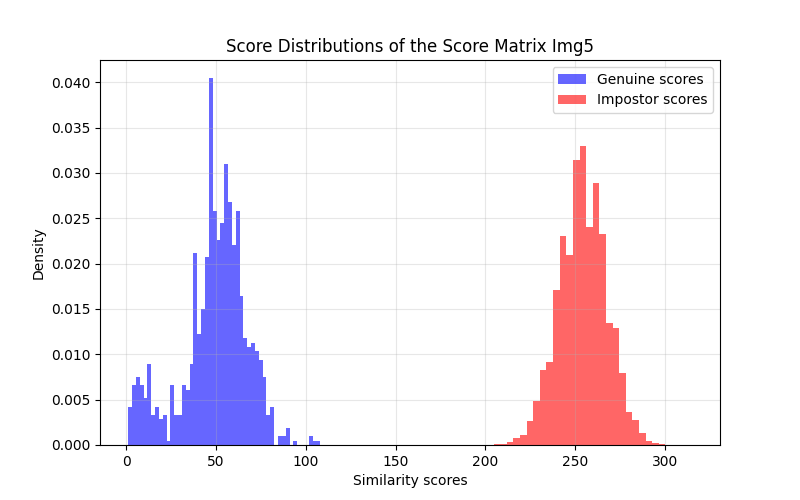 Score Distributions of the Score Matrix Img5
Genuine scores
Impostor scores
Density
0.040
0.035
0.030
0.025
0.020
0.015
0.010
0.005
0.000
0 50 100 150 200 250 300
Similarity scores